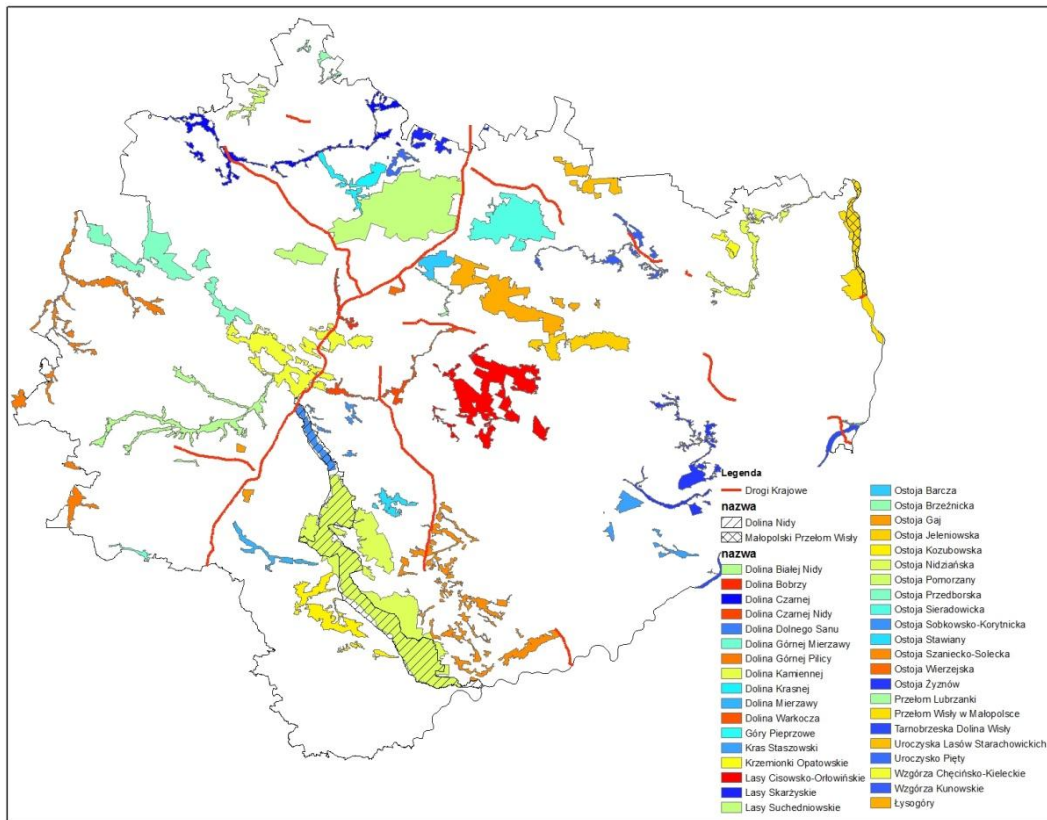 Legenda
Drogi Krajowe
nazwa
Dolina Nidy
Małopolski Przełom Wisły
nazwa
Dolina Białej Nidy
Dolina Bobrzy
Dolina Czarnej
Dolina Czarnej Nidy
Dolina Dolnego Sanu
Dolina Górnej Mierzawy
Dolina Górnej Pilicy
Dolina Kamiennej
Dolina Krasnej
Dolina Mierzawy
Dolina Warkocza
Góry Pieprzowe
Kras Staszowski
Krzemionki Opatowskie
Lasy Cisowsko-Orłowińskie
Lasy Skarżyskie
Lasy Suchedniowskie
Ostoja Barcza
Ostoja Brzeźnicka
Ostoja Gaj
Ostoja Jeleniowska
Ostoja Kozubowska
Ostoja Nidziańska
Ostoja Pomorzany
Ostoja Przedborska
Ostoja Sieradowicka
Ostoja Sobkowsko-Korytnicka
Ostoja Stawiany
Ostoja Szaniecko-Solecka
Ostoja Wierzejska
Ostoja Żyznów
Przełom Lubrzanki
Przełom Wisły w Małopolsce
Tarnobrzeska Dolina Wisły
Uroczyska Lasów Starachowickich
Uroczysko Pięty
Wzgórza Chęcińsko-Kieleckie
Wzgórza Kunowskie
Łysogóry